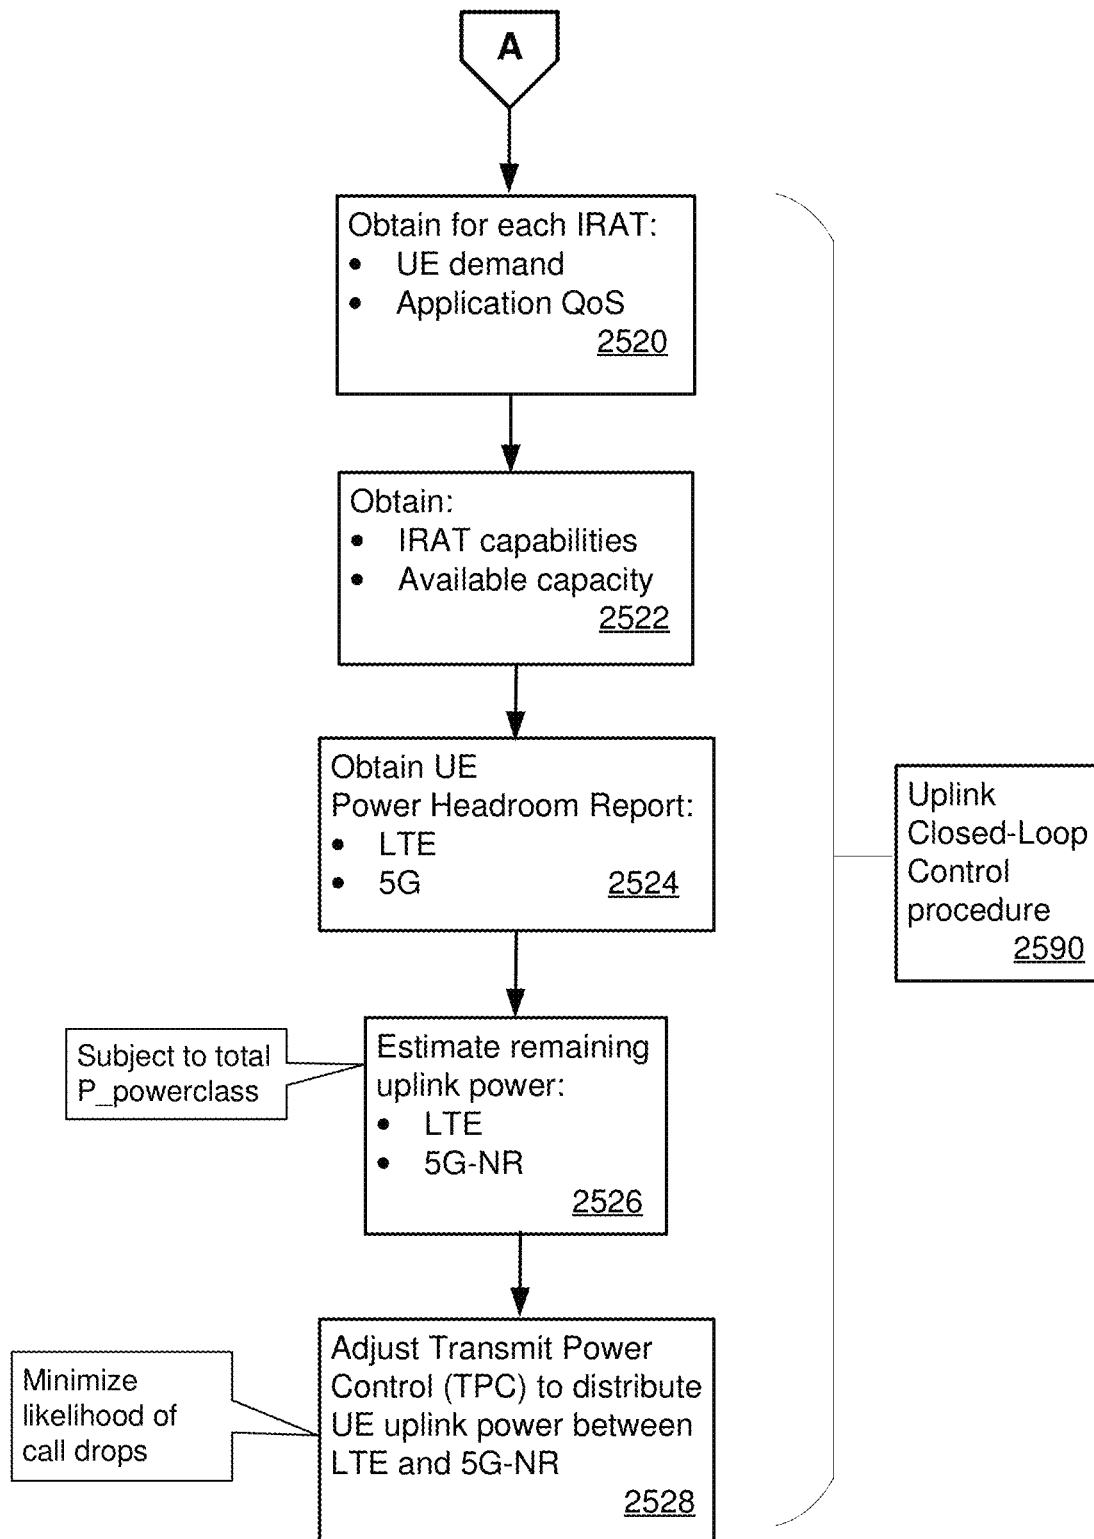 A
Obtain for each IRAT:
• UE demand
• Application QoS
2520
Obtain:
• IRAT capabilities
• Available capacity
2522
Obtain UE
Power Headroom Report:
• LTE
• 5G 2524
Uplink
Closed-Loop
Control
procedure
2590
Subject to total
P_powerclass
Estimate remaining
uplink power:
• LTE
• 5G-NR
2526
Minimize
likelihood of
call drops
Adjust Transmit Power
Control (TPC) to distribute
UE uplink power between
LTE and 5G-NR
2528